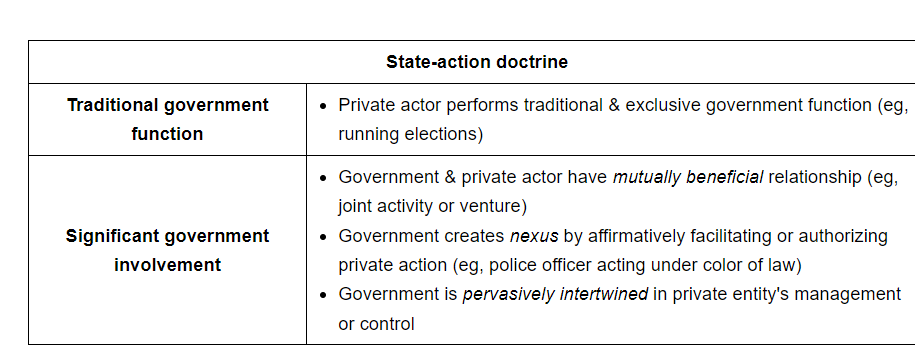 State-action doctrine
Traditional government
function
• Private actor performs traditional & exclusive government function (eg,
running elections)
Significant government
involvement
• Government & private actor have mutually beneficial relationship (eg,
joint activity or venture)
• Government creates nexus by affirmatively facilitating or authorizing
private action (eg, police officer acting under color of law)
• Government is pervasively intertwined in private entity's management
or control